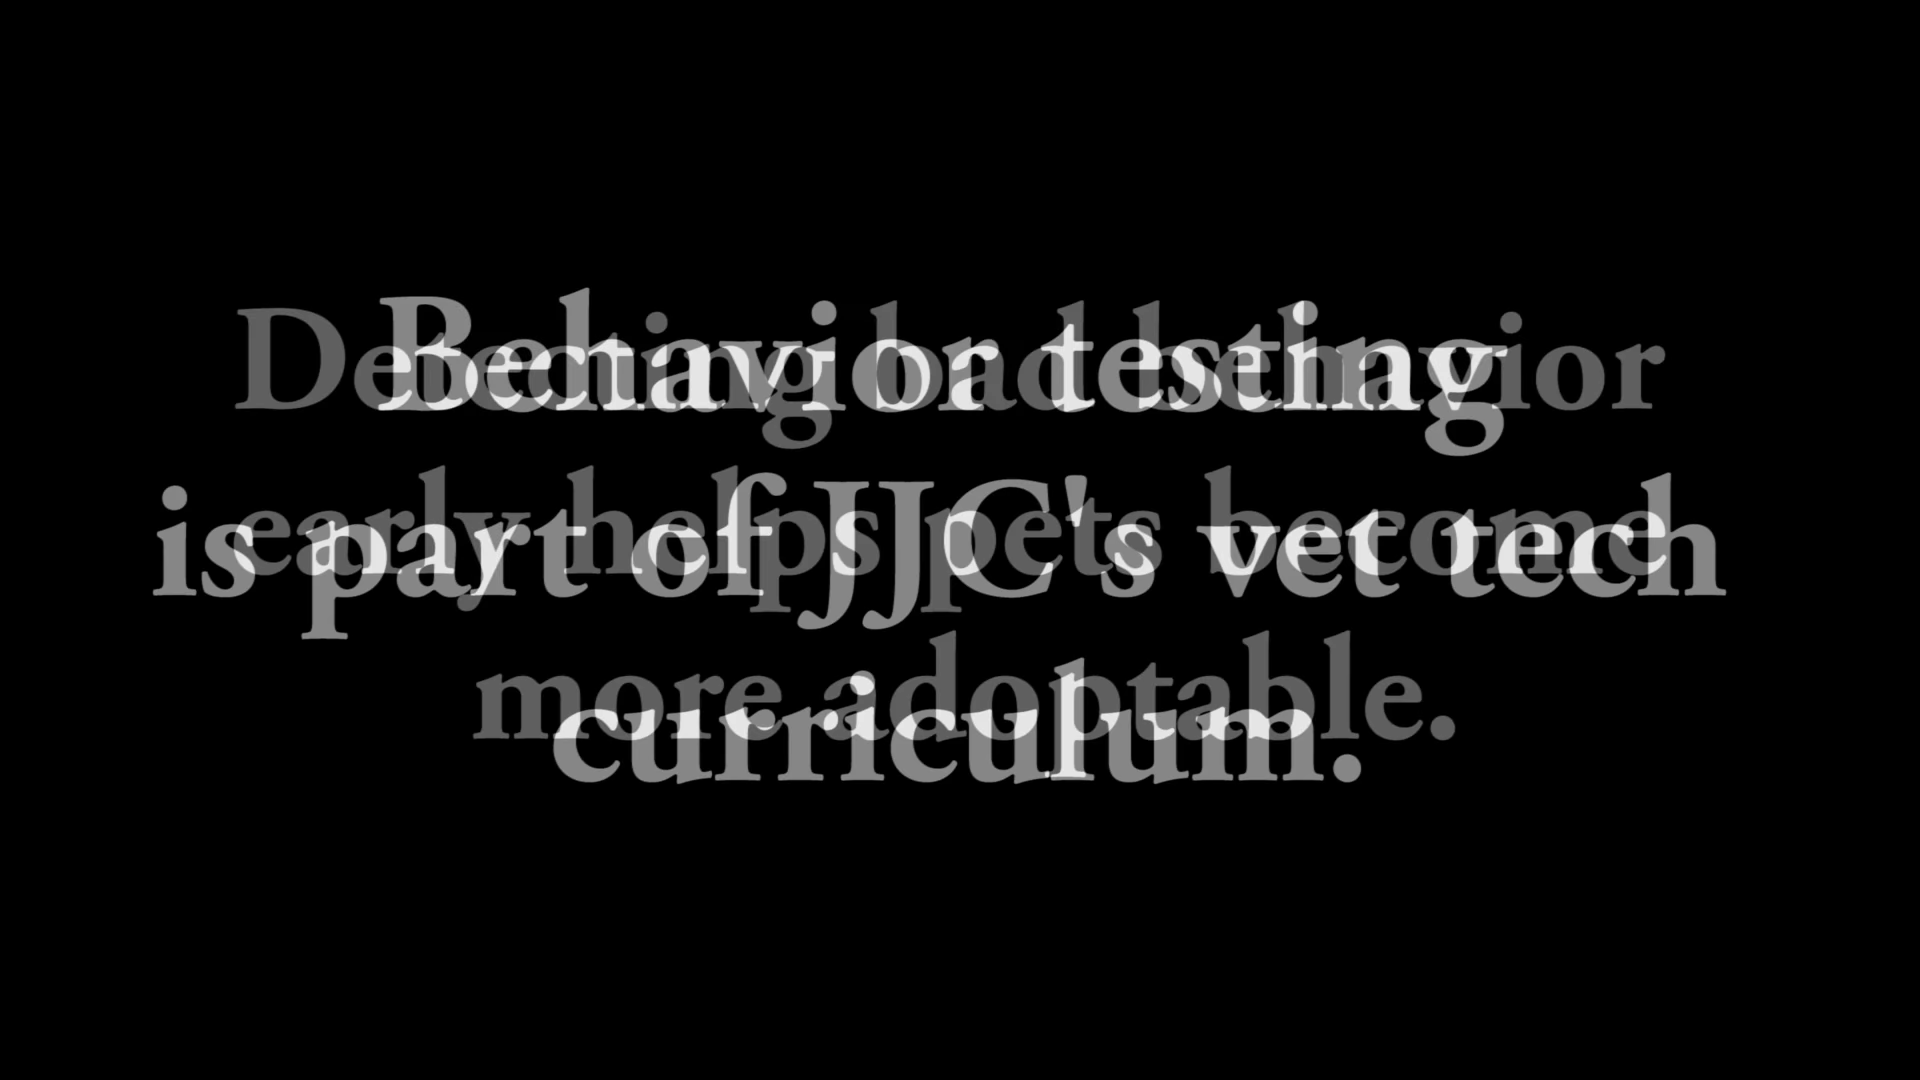 Behavior testing
is part of JJC's vet tech
curriculum.
Detecting bad behavior
early helps pets become
more adoptable.